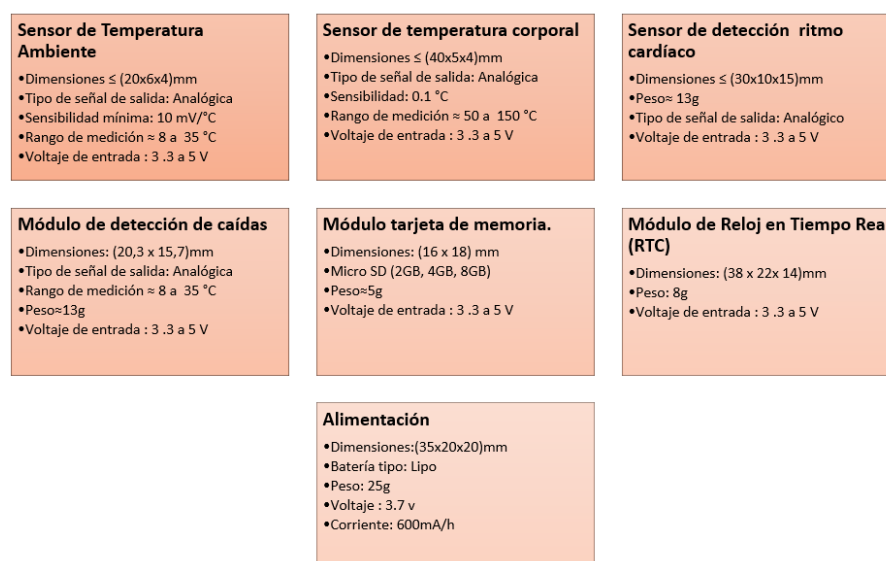 Sensor de Temperatura
Ambiente
•Dimensiones ≤ (20x6x4)mm
•Tipo de señal de salida: Analógica
•Sensibilidad mínima: 10 mV/°C
•Rango de medición ≈ 8 a  35 °C
•Voltaje de entrada : 3 .3 a 5 V
Sensor de temperatura corporal
•Dimensiones ≤ (40x5x4)mm
•Tipo de señal de salida: Analógica
•Sensibilidad: 0.1 °C
•Rango de medición ≈ 50 a  150 °C
•Voltaje de entrada : 3 .3 a 5 V
Sensor de detección  ritmo
cardíaco
•Dimensiones ≤ (30x10x15)mm
•Peso≈ 13g
•Tipo de señal de salida: Analógico
•Voltaje de entrada : 3 .3 a 5 V
Módulo de detección de caídas
•Dimensiones: (20,3 x 15,7)mm
•Tipo de señal de salida: Analógica
•Rango de medición ≈ 8 a  35 °C
•Peso≈13g
•Voltaje de entrada : 3 .3 a 5 V
Módulo tarjeta de memoria.
•Dimensiones: (16 x 18) mm
•Micro SD (2GB, 4GB, 8GB)
•Peso≈5g
•Voltaje de entrada : 3 .3 a 5 V
Módulo de Reloj en Tiempo Rea
(RTC)
•Dimensiones: (38 x 22x 14)mm
•Peso: 8g
•Voltaje de entrada : 3 .3 a 5 V
Alimentación
•Dimensiones:(35x20x20)mm
•Batería tipo: Lipo
•Peso: 25g
•Voltaje : 3.7 v
•Corriente: 600mA/h